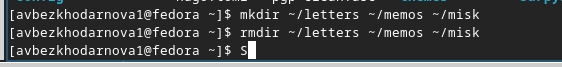 [avbezkhodarnova1@fedora ~]$ mkdir ~/letters ~/memos ~/misk
[avbezkhodarnova1@fedora ~]$ rmdir ~/letters ~/memos ~/misk
[avbezkhodarnova1@fedora ~]$ S